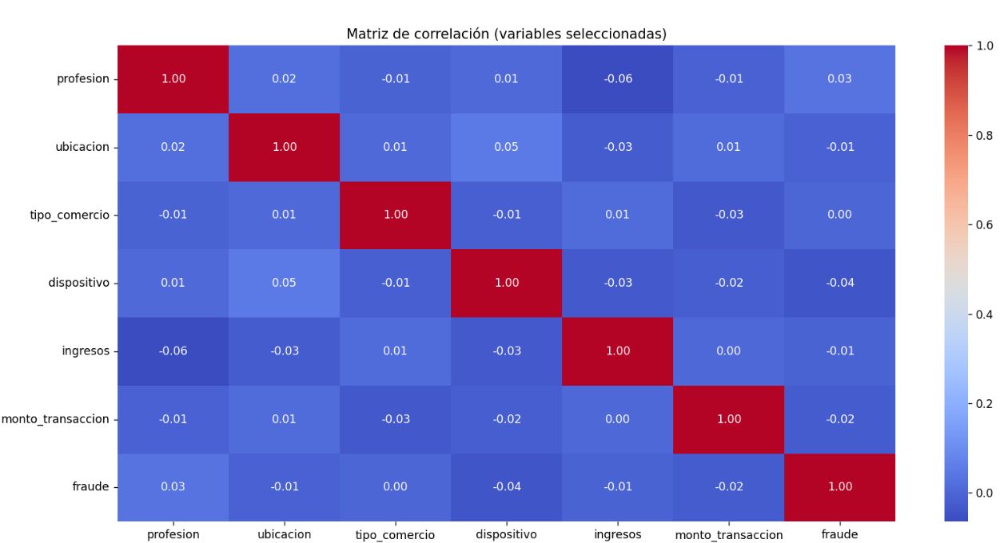 Matriz de correlación (variables seleccionadas)
profesion 1.00 0.02 -0.01 0.01 -0.06 -0.01 0.03
ubicacion 0.02 1.00 0.01 0.05 -0.03 0.01 -0.01
tipo_comercio -0.01 0.01 1.00 -0.01 0.01 -0.03 0.00
dispositivo 0.01 0.05 -0.01 1.00 -0.03 -0.02 -0.04
ingresos -0.06 -0.03 0.01 -0.03 1.00 0.00 -0.01
monto_transaccion -0.01 0.01 -0.03 -0.02 0.00 1.00 -0.02
fraude 0.03 -0.01 0.00 -0.04 -0.01 -0.02 1.00
profesion ubicacion tipo_comercio dispositivo ingresos monto_transaccion fraude
1.0
0.8
0.6
0.4
0.2
0.0